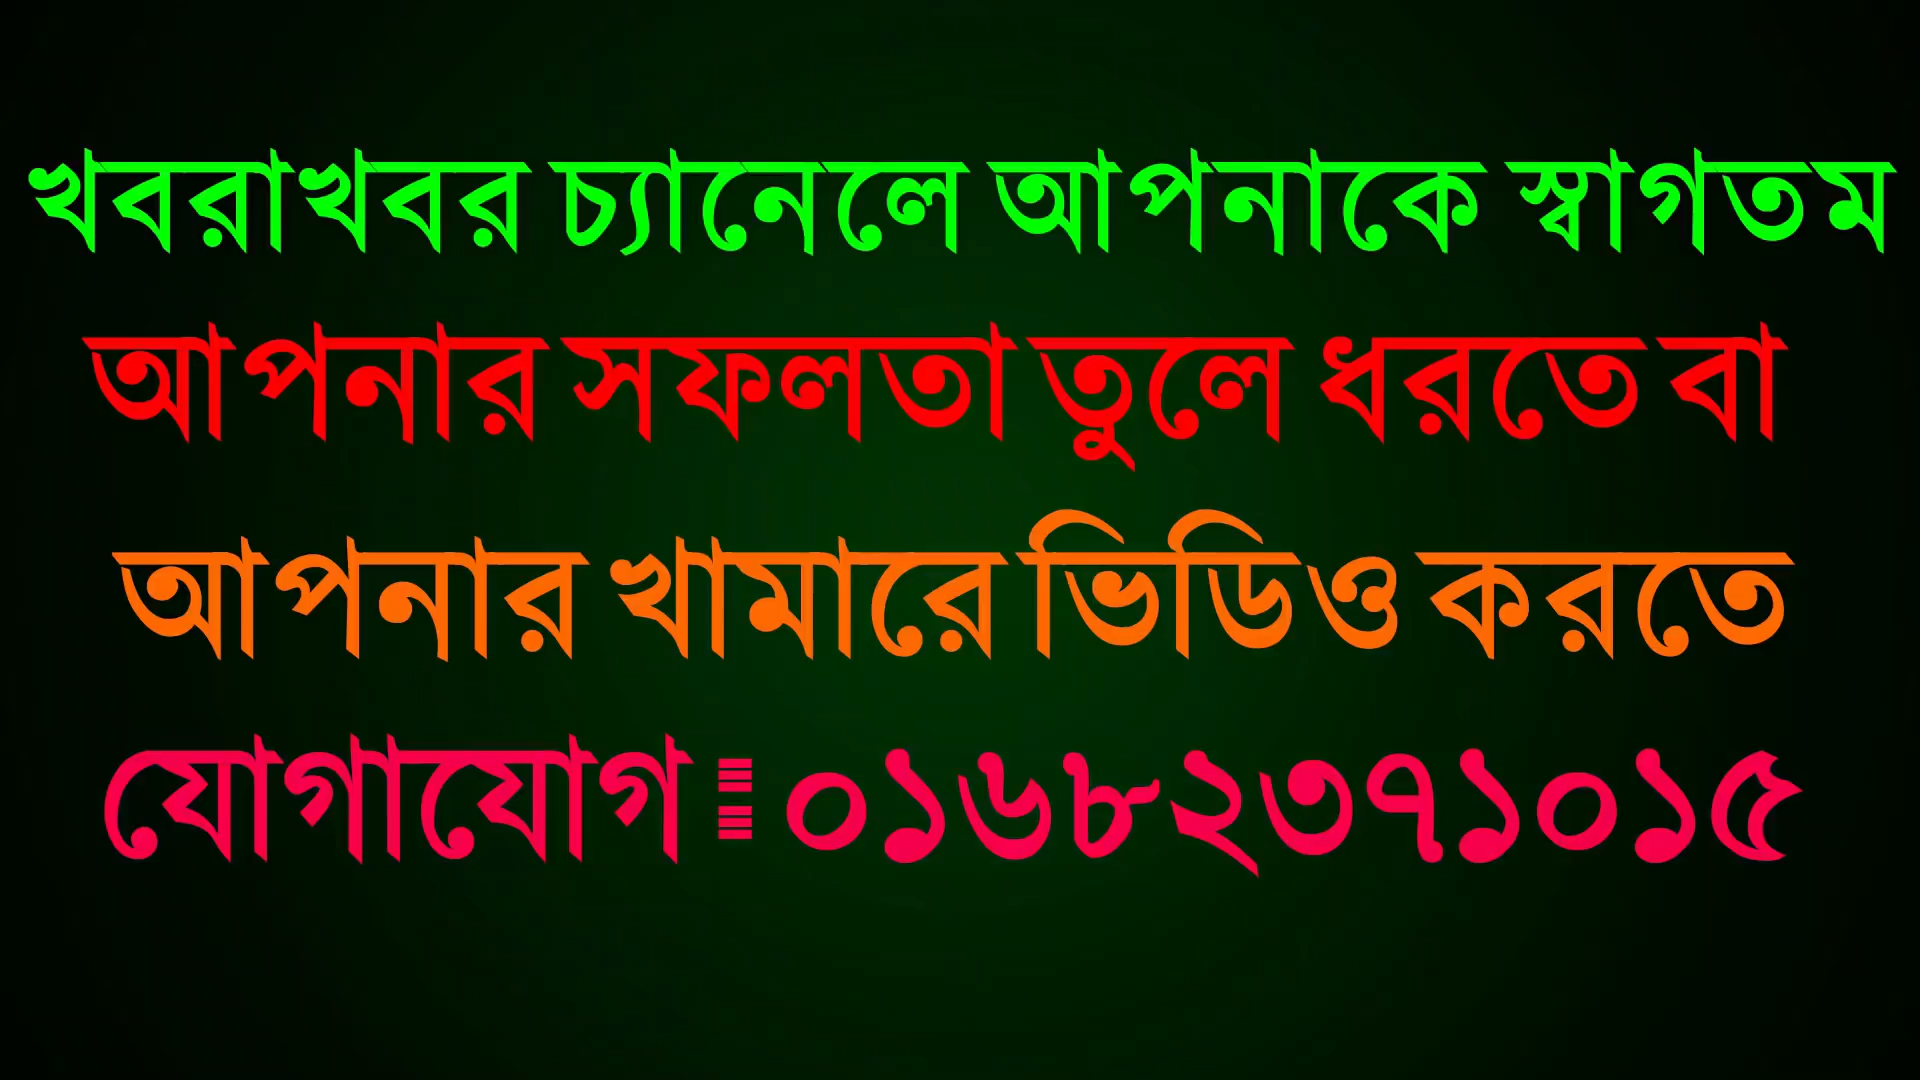 খবরাখবর চ্যানেলে আপনাকে স্বাগতম
আপনার সফলতা তুলে ধরতে বা
আপনার খামারে ভিডিও করতে
যোগাযোগ : ০১৬৮২৩৭১০১৫